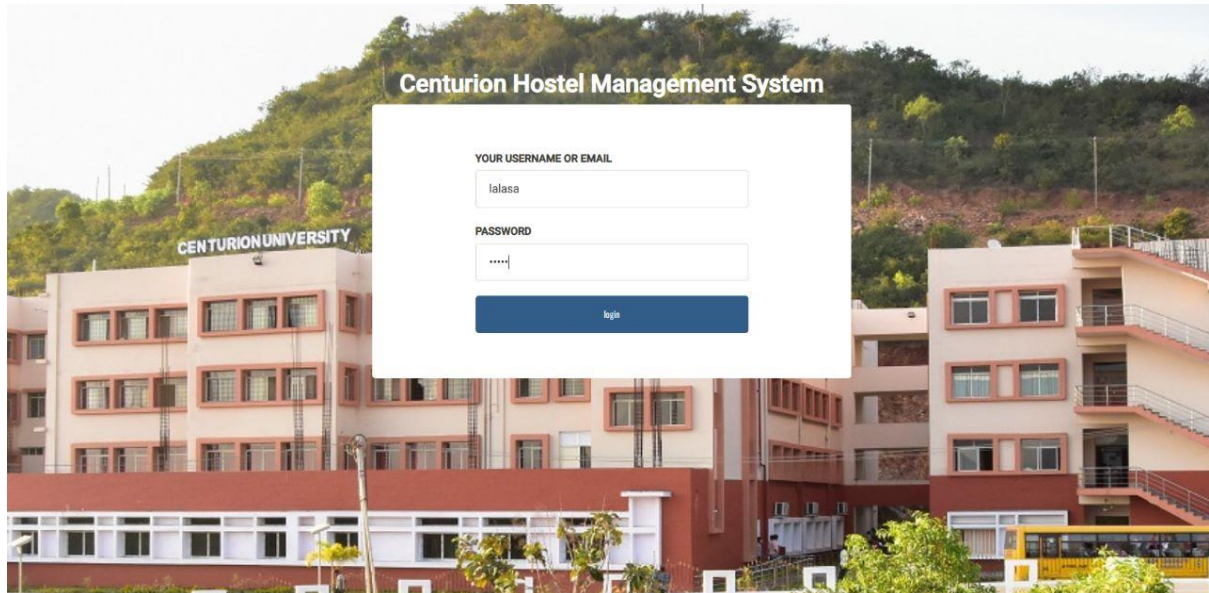 Centurion Hostel Management System
YOUR USERNAME OR EMAIL
lalasa
PASSWORD
•••••
login
CENTURION UNIVERSITY